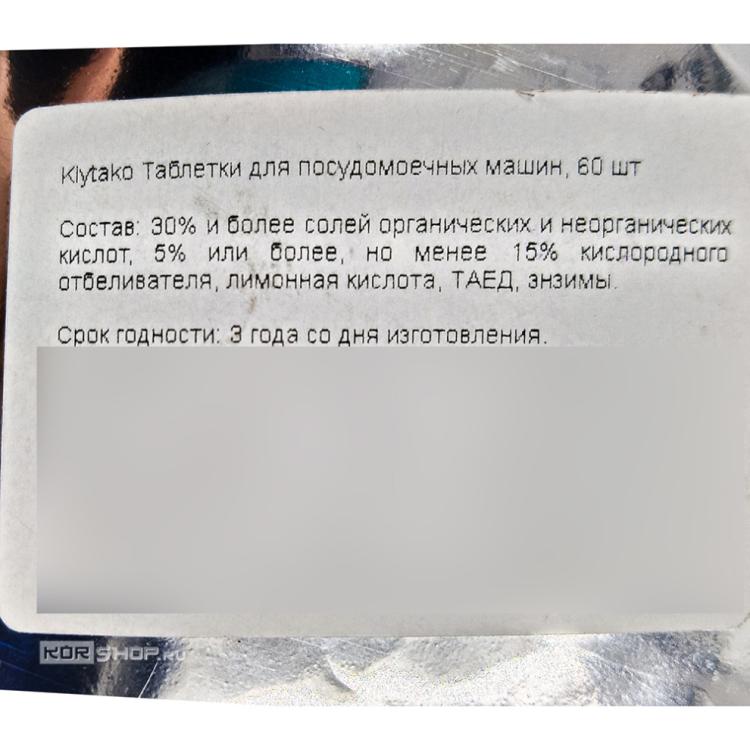 Klytako Таблетки для посудомоечных машин, 60 шт
Состав: 30% и более солей органических и неорганических
кислот, 5% или более, но менее 15% кислородного
отбеливателя, лимонная кислота, ТАЕД, энзимы.
Срок годности: 3 года со дня изготовления.
KORSHOP.RU